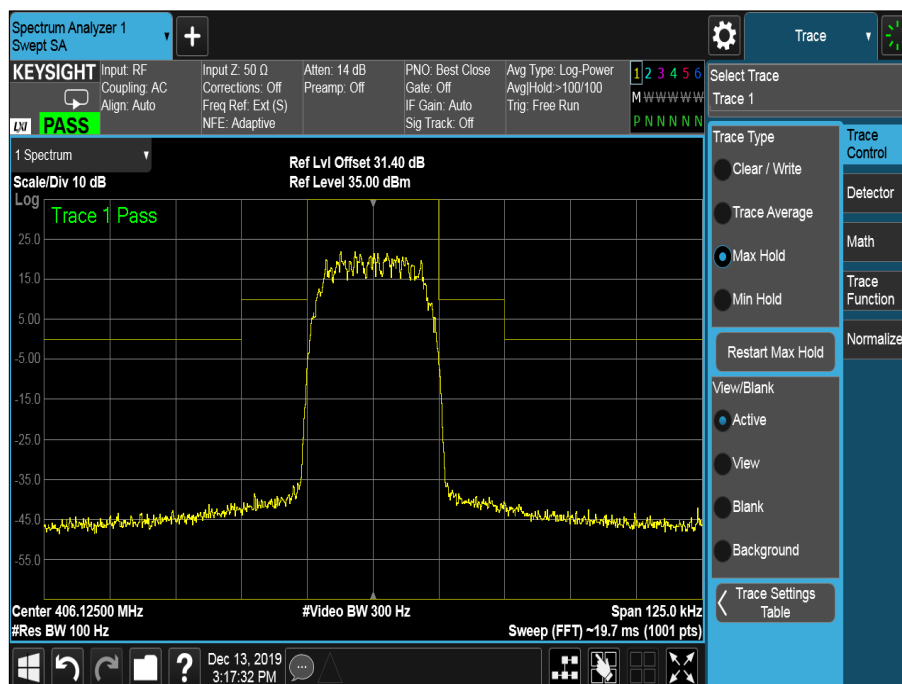 Spectrum Analyzer 1
Swept SA
+
Trace
KEYSIGHT
LXI
PASS
Input: RF
Coupling: AC
Align: Auto
Input Z: 50 Ω
Corrections: Off
Freq Ref: Ext (S)
NFE: Adaptive
Atten: 14 dB
Preamp: Off
PNO: Best Close
Gate: Off
IF Gain: Auto
Sig Track: Off
Avg Type: Log-Power
Avg|Hold:>100/100
Trig: Free Run
1 2 3 4 5 6
M W W W W W
P N N N N N
Select Trace
Trace 1
1 Spectrum
Scale/Div 10 dB
Ref Lvl Offset 31.40 dB
Ref Level 35.00 dBm
Log
Trace 1 Pass
25.0
15.0
5.00
-5.00
-15.0
-25.0
-35.0
-45.0
-55.0
Center 406.12500 MHz
#Res BW 100 Hz
#Video BW 300 Hz
Span 125.0 kHz
Sweep (FFT) ~19.7 ms (1001 pts)
Trace Type
Clear / Write
Trace Average
Max Hold
Min Hold
Restart Max Hold
View/Blank
Active
View
Blank
Background
Trace Settings
Table
Trace
Control
Detector
Math
Trace
Function
Normalize
?
Dec 13, 2019
3:17:32 PM